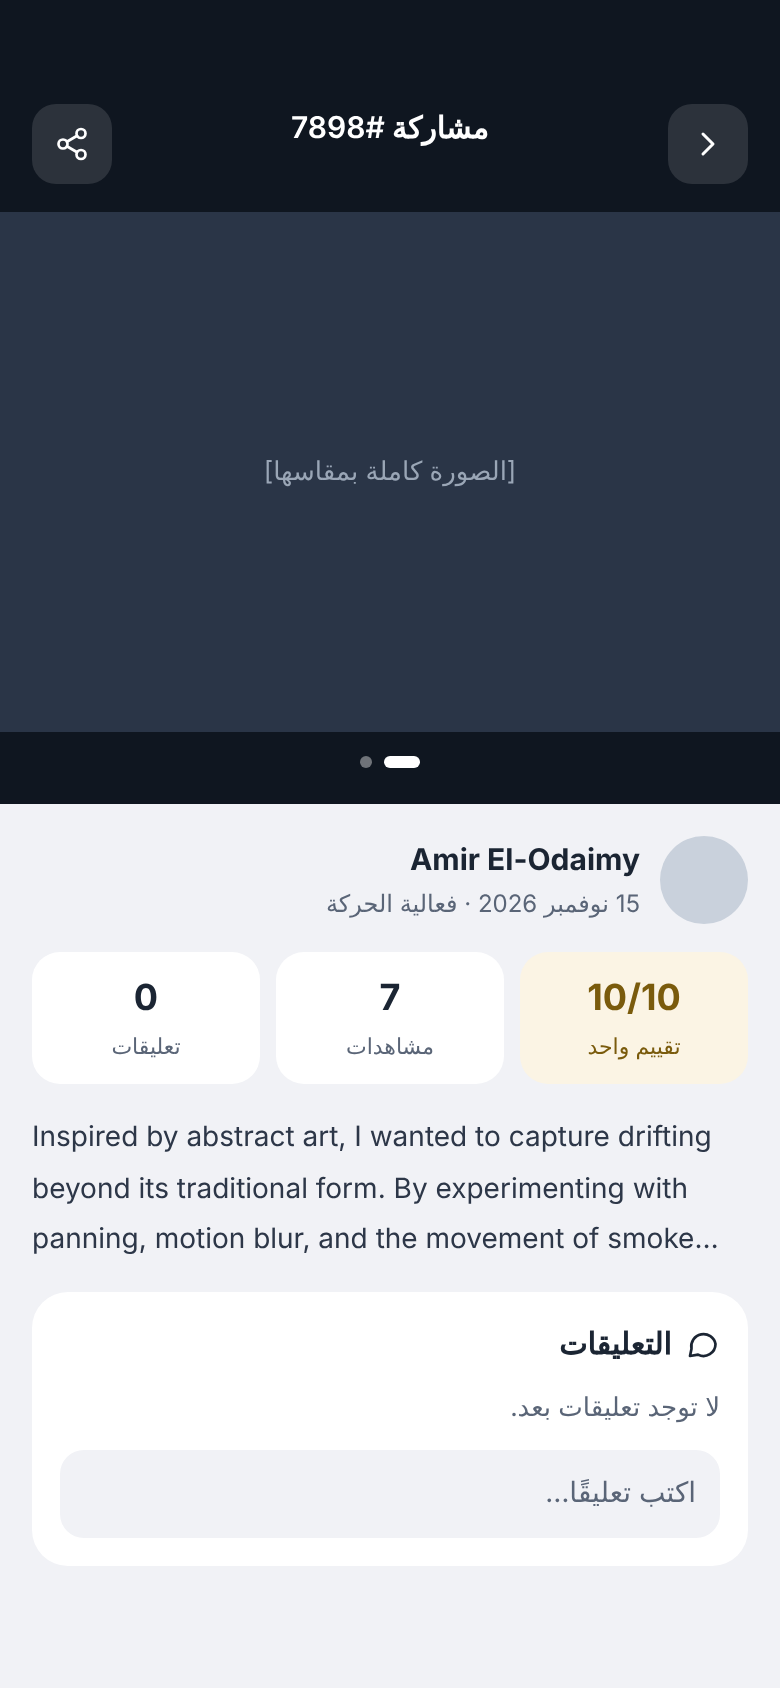 مشاركة #7898
[الصورة كاملة بمقاسها]
Amir El-Odaimy
15 نوفمبر 2026 · فعالية الحركة
10/10
تقييم واحد
7
مشاهدات
0
تعليقات
Inspired by abstract art, I wanted to capture drifting
beyond its traditional form. By experimenting with
panning, motion blur, and the movement of smoke...
التعليقات
لا توجد تعليقات بعد.
اكتب تعليقًا...